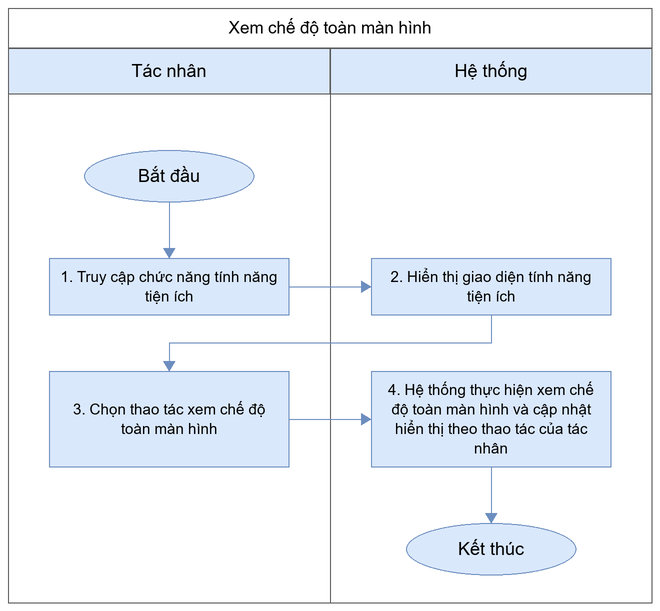 Xem chế độ toàn màn hình
Tác nhân
Hệ thống
Bắt đầu
1. Truy cập chức năng tính năng
tiện ích
2. Hiển thị giao diện tính năng
tiện ích
3. Chọn thao tác xem chế độ
toàn màn hình
4. Hệ thống thực hiện xem chế
độ toàn màn hình và cập nhật
hiển thị theo thao tác của tác
nhân
Kết thúc